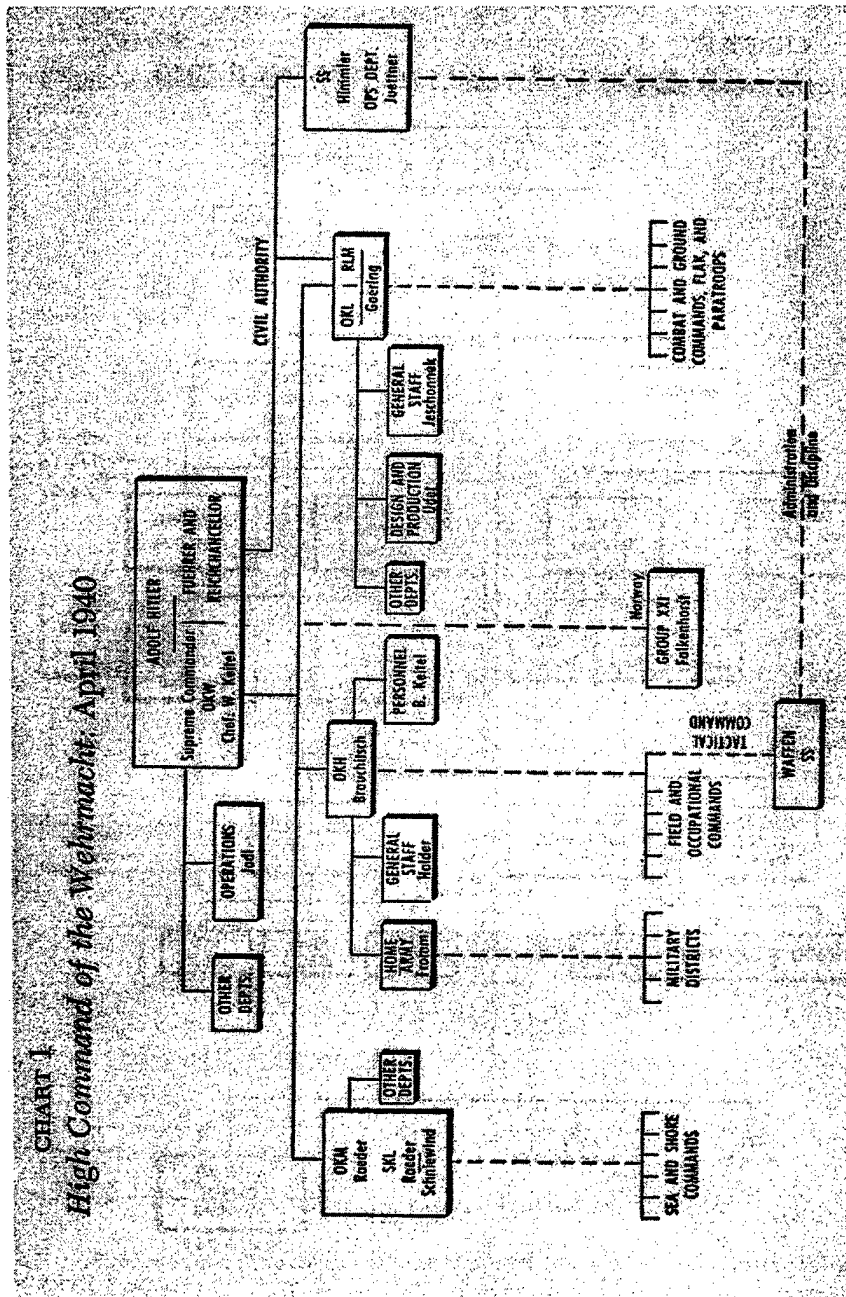 CHART 1
High Command of the Wehrmacht: April 1940
ADOLF HITLER
Supreme Commander
OKW
Chef: W. Keitel
FUEHRER AND
REICHCHANCELOR
OTHER
DEPTS.
OPERATIONS
Jodl
CIVIL AUTHORITY
OKM
Raeder
SKL
Raeder
Schniewind
OTHER
DEPTS.
OKH
Brauchitsch
HOME
ARMY
Fromm
GENERAL
STAFF
Halder
PERSONNEL
B. Keitel
OKL
RLM
Goering
OTHER
DEPTS.
DESIGN AND
PRODUCTION
Udet
GENERAL
STAFF
Jeschonnek
SS
Himmler
OPS DEPT.
Juettner
SEA AND SHORE
COMMANDS
MILITARY
DISTRICTS
FIELD AND
OCCUPATIONAL
COMMANDS
TACTICAL
COMMAND
Norway
GROUP XXI
Falkenhorst
COMBAT AND GROUND
COMMANDS, FLAK, AND
PARATROOPS
WAFFEN
SS
Administration
and Discipline